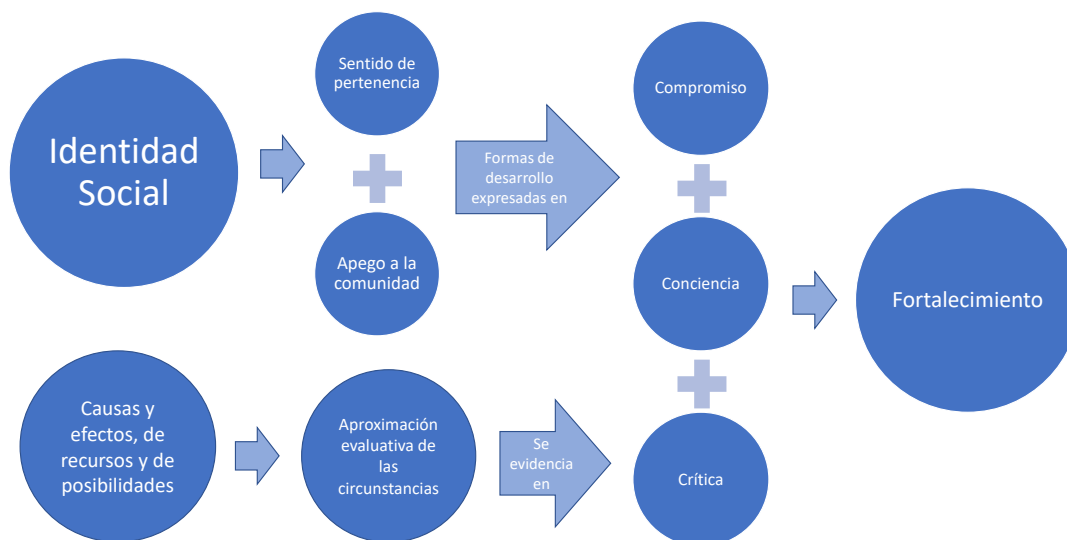 Identidad
Social
Sentido de
pertenencia
Apego a la
comunidad
Formas de
desarrollo
expresadas en
Compromiso
Conciencia
Crítica
Fortalecimiento
Causas y
efectos, de
recursos y de
posibilidades
Aproximación
evaluativa de
las
circunstancias
Se
evidencia
en